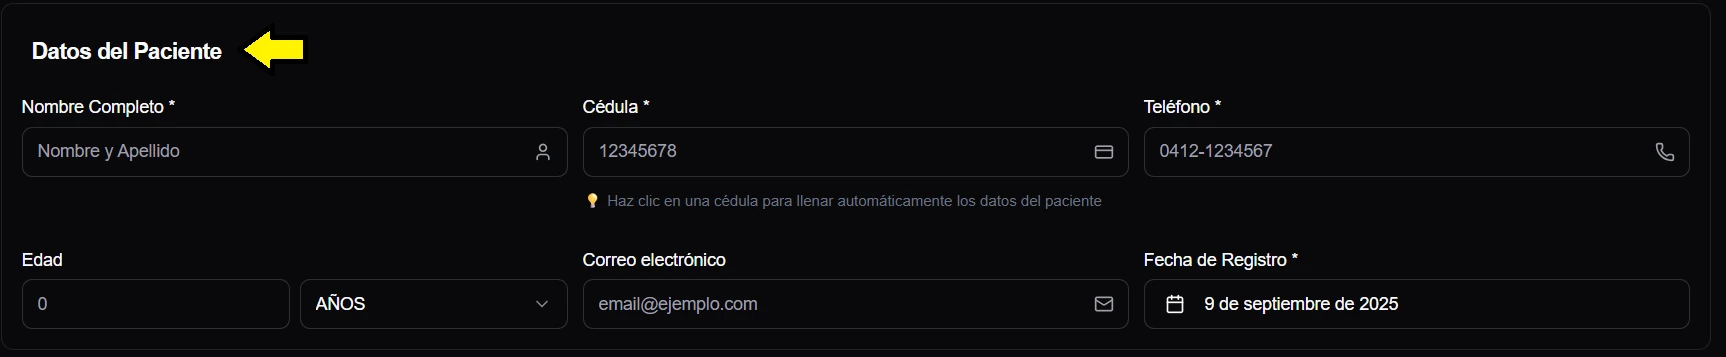 Datos del Paciente
Nombre Completo * Cédula * Teléfono *
Nombre y Apellido 12345678 0412-1234567
Haz clic en una cédula para llenar automáticamente los datos del paciente
Edad Correo electrónico Fecha de Registro *
0 AÑOS email@ejemplo.com 9 de septiembre de 2025